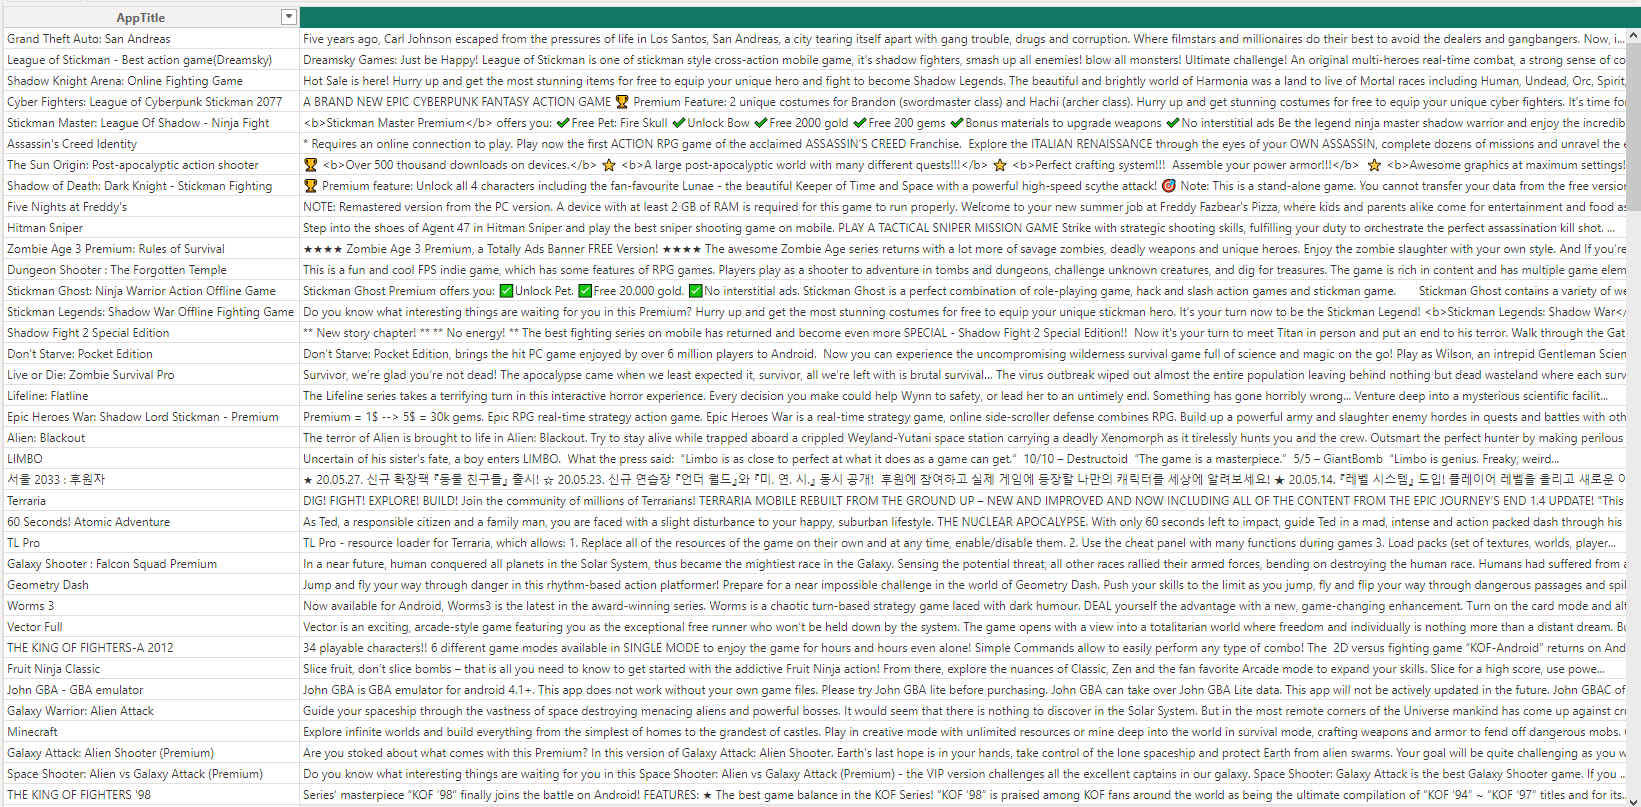 AppTitle
Grand Theft Auto: San Andreas Five years ago, Carl Johnson escaped from the pressures of life in Los Santos, San Andreas, a city tearing itself apart with gang trouble, drugs and corruption. Where filmstars and millionaires do their best to avoid the dealers and gangbangers. Now, i...
League of Stickman - Best action game(Dreamsky) Dreamsky Games: Just be Happy! League of Stickman is one of stickman style cross-action mobile game, it's shadow fighters, smash up all enemies! blow all monsters! Ultimate challenge! An original multi-heroes real-time combat, a strong sense of co
Shadow Knight Arena: Online Fighting Game Hot Sale is here! Hurry up and get the most stunning items for free to equip your unique hero and fight to become Shadow Legends. The beautiful and brightly world of Harmonia was a land to live of Mortal races including Human, Undead, Orc, Spirit,
Cyber Fighters: League of Cyberpunk Stickman 2077 A BRAND NEW EPIC CYBERPUNK FANTASY ACTION GAME 🏆 Premium Feature: 2 unique costumes for Brandon (swordmaster class) and Hachi (archer class). Hurry up and get stunning costumes for free to equip your unique cyber fighters. It's time for
Stickman Master: League Of Shadow - Ninja Fight <b>Stickman Master Premium</b> offers you: ✔Free Pet: Fire Skull ✔Unlock Bow ✔Free 2000 gold ✔Free 200 gems ✔Bonus materials to upgrade weapons ✔No interstitial ads Be the legend ninja master shadow warrior and enjoy the incredib
Assassin's Creed Identity * Requires an online connection to play. Play now the first ACTION RPG game of the acclaimed ASSASSIN'S CREED Franchise. Explore the ITALIAN RENAISSANCE through the eyes of your OWN ASSASSIN, complete dozens of missions and unravel the
The Sun Origin: Post-apocalyptic action shooter 🏆 <b>Over 500 thousand downloads on devices.</b> ⭐ <b>A large post-apocalyptic world with many different quests!!!</b> ⭐ <b>Perfect crafting system!!! Assemble your power armor!!!</b> ⭐ <b>Awesome graphics at maximum settings!
Shadow of Death: Dark Knight - Stickman Fighting 🏆 Premium feature: Unlock all 4 characters including the fan-favourite Lunae - the beautiful Keeper of Time and Space with a powerful high-speed scythe attack! 🎯 Note: This is a stand-alone game. You cannot transfer your data from the free version
Five Nights at Freddy's NOTE: Remastered version from the PC version. A device with at least 2 GB of RAM is required for this game to run properly. Welcome to your new summer job at Freddy Fazbear's Pizza, where kids and parents alike come for entertainment and food as
Hitman Sniper Step into the shoes of Agent 47 in Hitman Sniper and play the best sniper shooting game on mobile. PLAY A TACTICAL SNIPER MISSION GAME Strike with strategic shooting skills, fulfilling your duty to orchestrate the perfect assassination kill shot. ...
Zombie Age 3 Premium: Rules of Survival ★★★★ Zombie Age 3 Premium, a Totally Ads Banner FREE Version! ★★★★ The awesome Zombie Age series returns with a lot more of savage zombies, deadly weapons and unique heroes. Enjoy the zombie slaughter with your own style. And If you're
Dungeon Shooter : The Forgotten Temple This is a fun and cool FPS indie game, which has some features of RPG games. Players play as a shooter to adventure in tombs and dungeons, challenge unknown creatures, and dig for treasures. The game is rich in content and has multiple game elem
Stickman Ghost: Ninja Warrior Action Offline Game Stickman Ghost Premium offers you: ✅Unlock Pet. ✅Free 20.000 gold. ✅No interstitial ads. Stickman Ghost is a perfect combination of role-playing game, hack and slash action games and stickman game. Stickman Ghost contains a variety of we
Stickman Legends: Shadow War Offline Fighting Game Do you know what interesting things are waiting for you in this Premium? Hurry up and get the most stunning costumes for free to equip your unique stickman hero. It's your turn now to be the Stickman Legend! <b>Stickman Legends: Shadow War</
Shadow Fight 2 Special Edition ** New story chapter! ** ** No energy! ** The best fighting series on mobile has returned and become even more SPECIAL - Shadow Fight 2 Special Edition!! Now it's your turn to meet Titan in person and put an end to his terror. Walk through the Gat
Don't Starve: Pocket Edition Don't Starve: Pocket Edition, brings the hit PC game enjoyed by over 6 million players to Android. Now you can experience the uncompromising wilderness survival game full of science and magic on the go! Play as Wilson, an intrepid Gentleman Scien
Live or Die: Zombie Survival Pro Survivor, we're glad you're not dead! The apocalypse came when we least expected it, survivor, all we're left with is brutal survival... The virus outbreak wiped out almost the entire population leaving behind nothing but dead wasteland where each surv
Lifeline: Flatline The Lifeline series takes a terrifying turn in this interactive horror experience. Every decision you make could help Wynn to safety, or lead her to an untimely end. Something has gone horribly wrong... Venture deep into a mysterious scientific facilit...
Epic Heroes War: Shadow Lord Stickman - Premium Premium = 1$ --> 5$ = 30k gems. Epic RPG real-time strategy action game. Epic Heroes War is a real-time strategy game, online side-scroller defense combines RPG. Build up a powerful army and slaughter enemy hordes in quests and battles with oth
Alien: Blackout The terror of Alien is brought to life in Alien: Blackout. Try to stay alive while trapped aboard a crippled Weyland-Yutani space station carrying a deadly Xenomorph as it tirelessly hunts you and the crew. Outsmart the perfect hunter by making perilous
LIMBO Uncertain of his sister's fate, a boy enters LIMBO. What the press said: “Limbo is as close to perfect at what it does as a game can get.” 10/10 – Destructoid “The game is a masterpiece.” 5/5 – GiantBomb “Limbo is genius. Freaky, weird...
서울 2033 : 후원자 ★ 20.05.27. 신규 확장팩 『동물 친구들』 출시! ☆ 20.05.23. 신규 연습장 『언더 월드』와 『미. 연. 시.』 동시 공개! 후원에 참여하고 실제 게임에 등장할 나만의 캐릭터를 세상에 알려보세요! ★ 20.05.14. 『레벨 시스템』 도입! 플레이어 레벨을 올리고 새로운
Terraria DIG! FIGHT! EXPLORE! BUILD! Join the community of millions of Terrarians! TERRARIA MOBILE REBUILT FROM THE GROUND UP – NEW AND IMPROVED AND NOW INCLUDING ALL OF THE CONTENT FROM THE EPIC JOURNEY'S END 1.4 UPDATE! "This
60 Seconds! Atomic Adventure As Ted, a responsible citizen and a family man, you are faced with a slight disturbance to your happy, suburban lifestyle. THE NUCLEAR APOCALYPSE. With only 60 seconds left to impact, guide Ted in a mad, intense and action packed dash through his
TL Pro TL Pro - resource loader for Terraria, which allows: 1. Replace all of the resources of the game on their own and at any time, enable/disable them. 2. Use the cheat panel with many functions during games 3. Load packs (set of textures, worlds, player...
Galaxy Shooter : Falcon Squad Premium In a near future, human conquered all planets in the Solar System, thus became the mightiest race in the Galaxy. Sensing the potential threat, all other races rallied their armed forces, bending on destroying the human race. Humans had suffered from
Geometry Dash Jump and fly your way through danger in this rhythm-based action platformer! Prepare for a near impossible challenge in the world of Geometry Dash. Push your skills to the limit as you jump, fly and flip your way through dangerous passages and spik
Worms 3 Now available for Android, Worms3 is the latest in the award-winning series. Worms is a chaotic turn-based strategy game laced with dark humour. DEAL yourself the advantage with a new, game-changing enhancement. Turn on the card mode and alt
Vector Full Vector is an exciting, arcade-style game featuring you as the exceptional free runner who won't be held down by the system. The game opens with a view into a totalitarian world where freedom and individually is nothing more than a distant dream. Bu
THE KING OF FIGHTERS-A 2012 34 playable characters!! 6 different game modes available in SINGLE MODE to enjoy the game for hours and hours even alone! Simple Commands allow to easily perform any type of combo! The 2D versus fighting game “KOF-Android” returns on And
Fruit Ninja Classic Slice fruit, don't slice bombs – that is all you need to know to get started with the addictive Fruit Ninja action! From there, explore the nuances of Classic, Zen and the fan favorite Arcade mode to expand your skills. Slice for a high score, use powe...
John GBA - GBA emulator John GBA is GBA emulator for android 4.1+. This app does not work without your own game files. Please try John GBA lite before purchasing. John GBA can take over John GBA Lite data. This app will not be actively updated in the future. John GBAC of
Galaxy Warrior: Alien Attack Guide your spaceship through the vastness of space destroying menacing aliens and powerful bosses. It would seem that there is nothing to discover in the Solar System. But in the most remote corners of the Universe mankind has come up against
Minecraft Explore infinite worlds and build everything from the simplest of homes to the grandest of castles. Play in creative mode with unlimited resources or mine deep into the world in survival mode, crafting weapons and armor to fend off dangerous mobs.
Galaxy Attack: Alien Shooter (Premium) Are you stoked about what comes with this Premium? In this version of Galaxy Attack: Alien Shooter. Earth's last hope is in your hands, take control of the lone spaceship and protect Earth from alien swarms. Your goal will be quite challenging as you
Space Shooter: Alien vs Galaxy Attack (Premium) Do you know what interesting things are waiting for you in this Space Shooter: Alien vs Galaxy Attack (Premium) - the VIP version challenges all the excellent captains in our galaxy. Space Shooter: Galaxy Attack is the best Galaxy Shooter game. If you ...
THE KING OF FIGHTERS '98 Series' masterpiece “KOF '98” finally joins the battle on Android! FEATURES: ★ The best game balance in the KOF Series! “KOF '98” is praised among KOF fans around the world as being the ultimate compilation of “KOF '94” ~ “KOF '97” titles and for its...